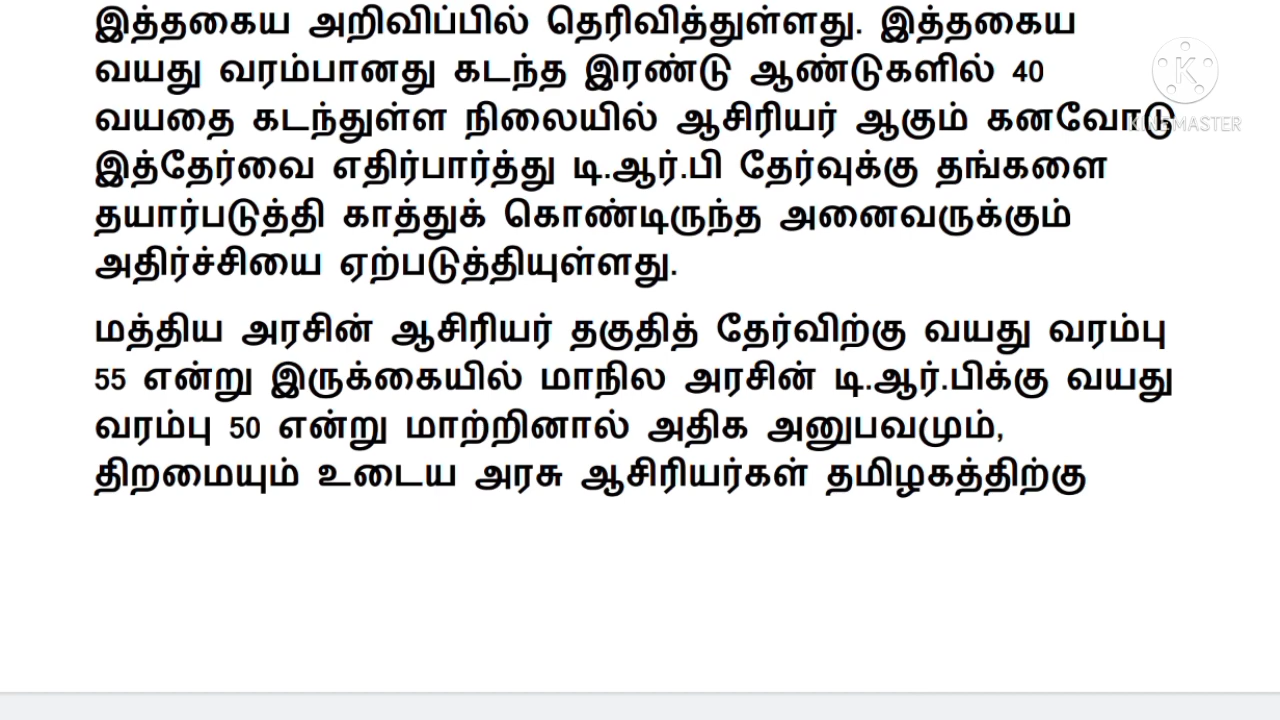 இத்தகைய அறிவிப்பில் தெரிவித்துள்ளது. இத்தகைய
வயது வரம்பானது கடந்த இரண்டு ஆண்டுகளில் 40
வயதை கடந்துள்ள நிலையில் ஆசிரியர் ஆகும் கனவோடு
இத்தேர்வை எதிர்பார்த்து டி.ஆர்.பி தேர்வுக்கு தங்களை
தயார்படுத்தி காத்துக் கொண்டிருந்த அனைவருக்கும்
அதிர்ச்சியை ஏற்படுத்தியுள்ளது.
மத்திய அரசின் ஆசிரியர் தகுதித் தேர்விற்கு வயது வரம்பு
55 என்று இருக்கையில் மாநில அரசின் டி.ஆர்.பிக்கு வயது
வரம்பு 50 என்று மாற்றினால் அதிக அனுபவமும்,
திறமையும் உடைய அரசு ஆசிரியர்கள் தமிழகத்திற்கு
K
KINEMASTER